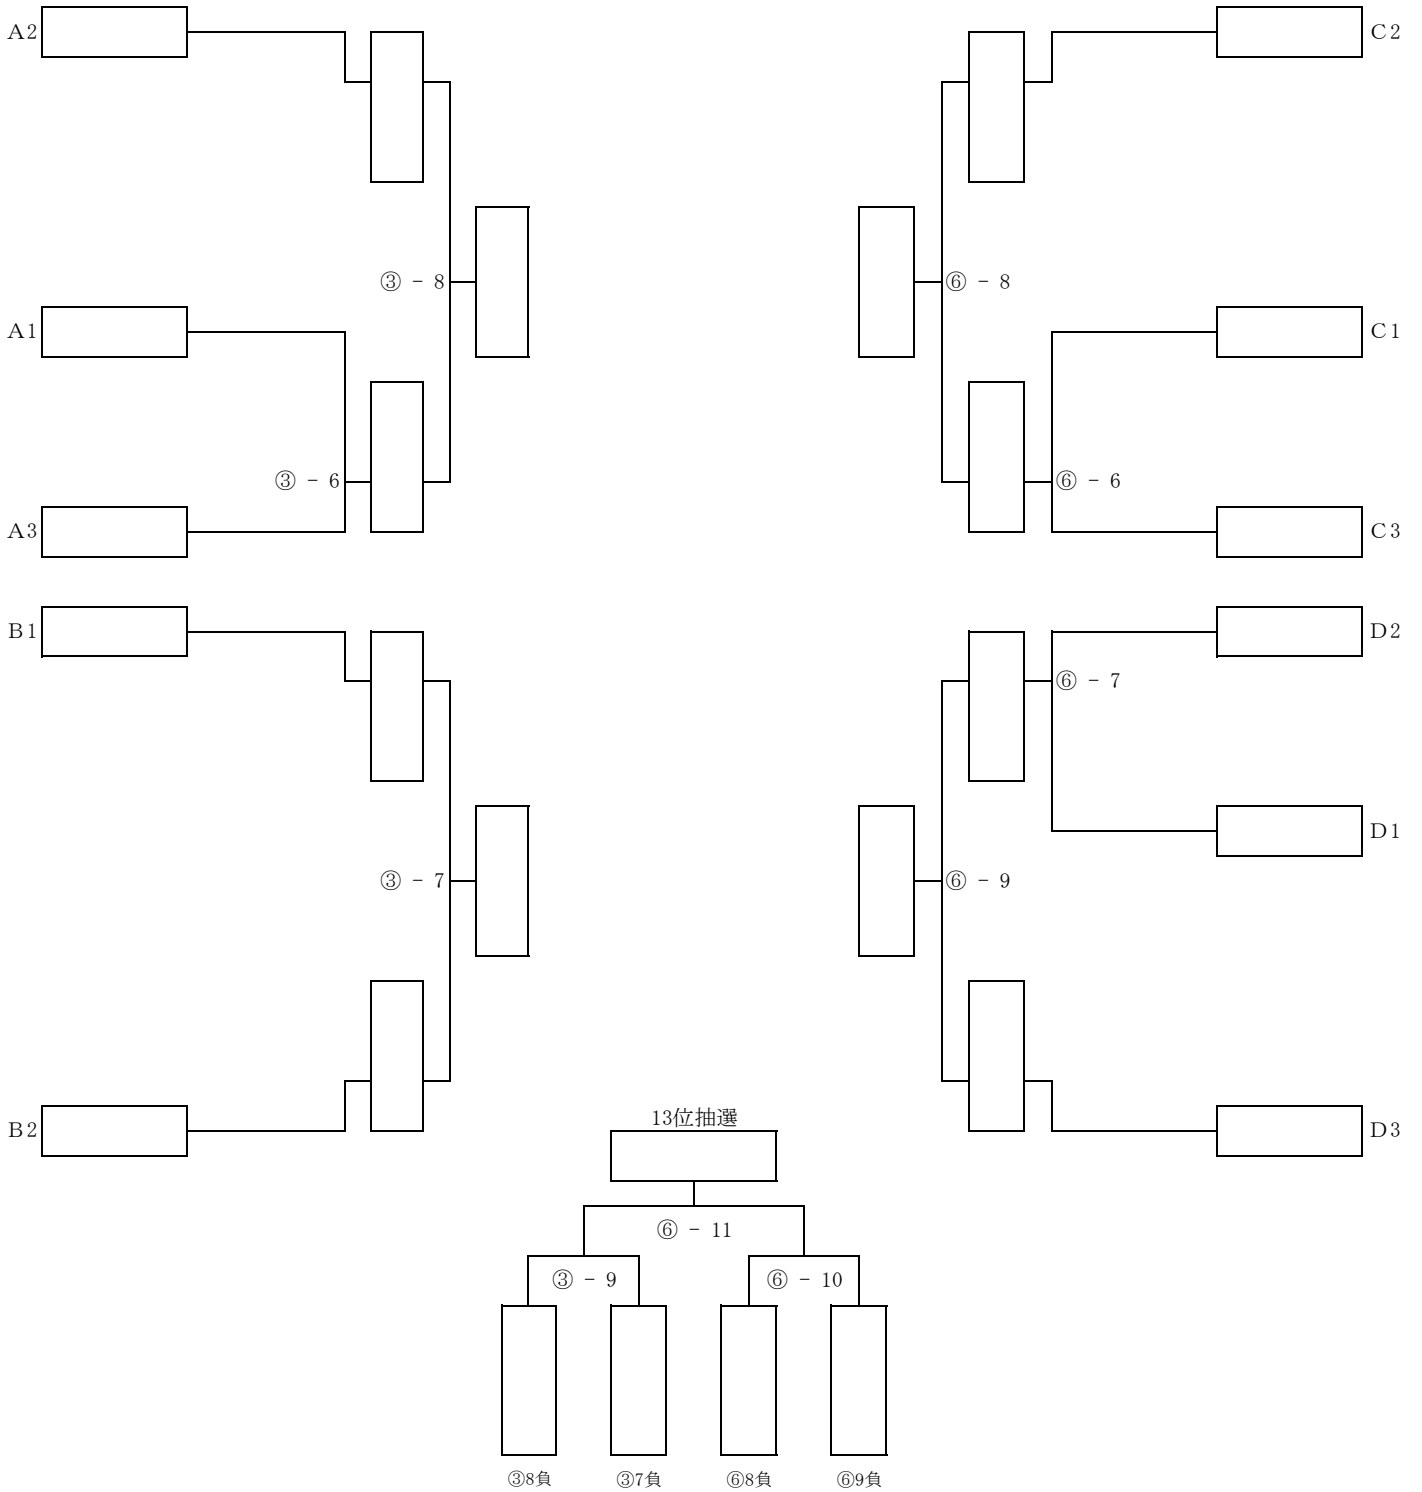 A2
C2
③ - 8
⑥ - 8
A1
C1
③ - 6
⑥ - 6
A3
C3
B1
D2
⑥ - 7
D1
③ - 7
⑥ - 9
B2
D3
13位抽選
⑥ - 11
③ - 9
⑥ - 10
③8負
③7負
⑥8負
⑥9負